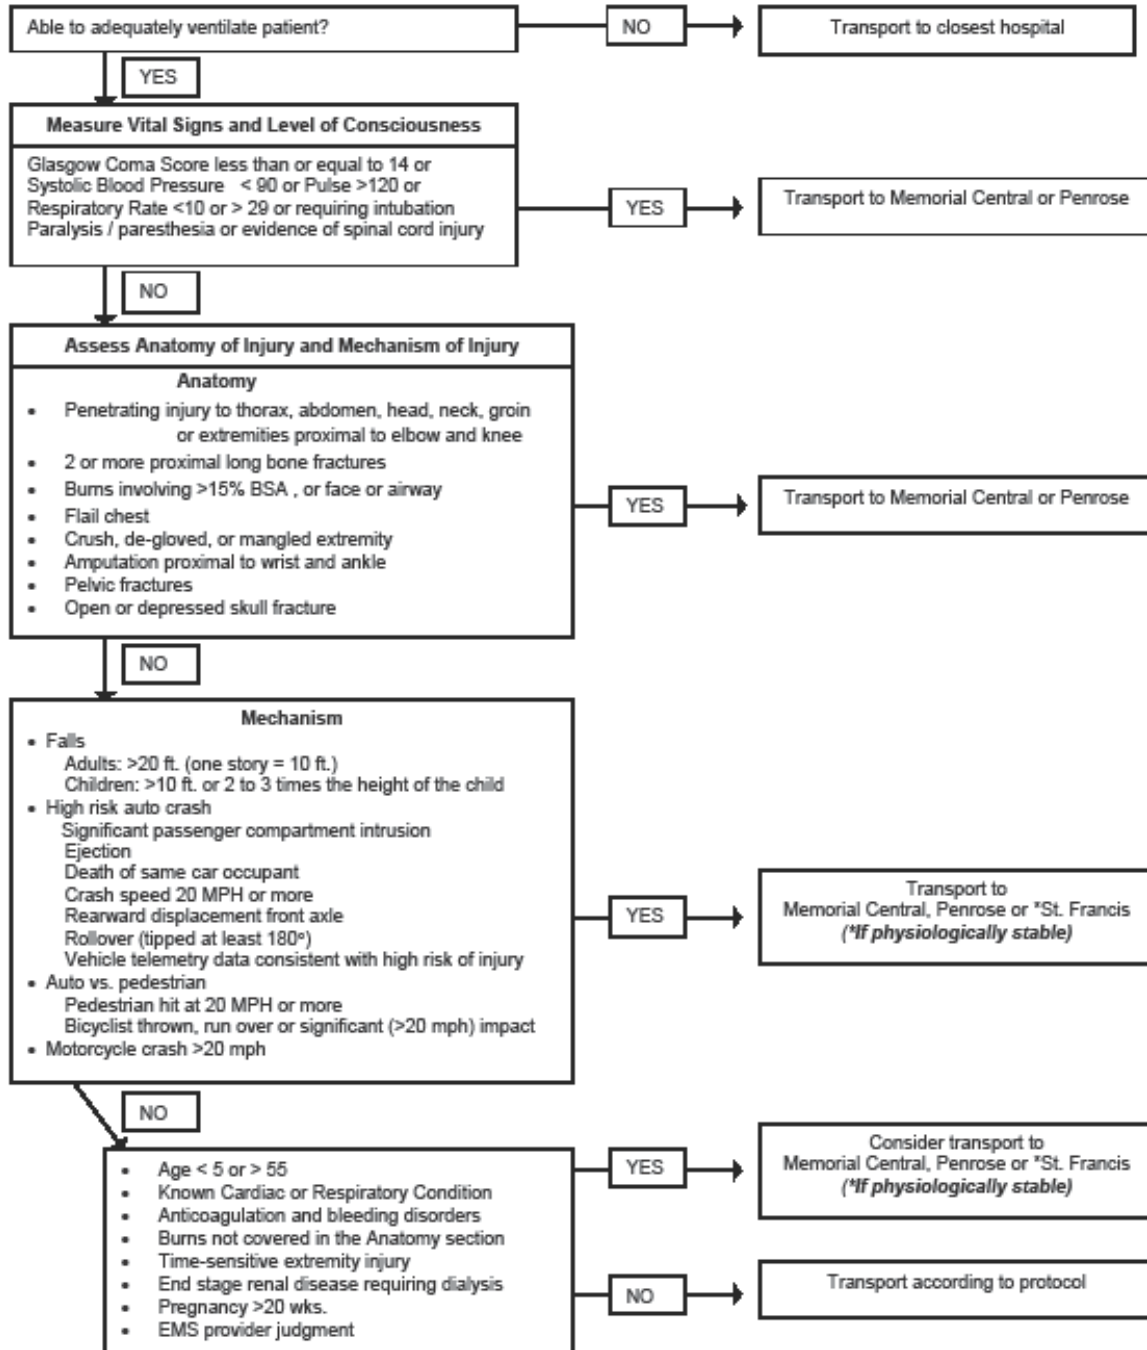 Able to adequately ventilate patient?
NO
Transport to closest hospital
YES
Measure Vital Signs and Level of Consciousness
Glasgow Coma Score less than or equal to 14 or
Systolic Blood Pressure < 90 or Pulse >120 or
Respiratory Rate <10 or > 29 or requiring intubation
Paralysis / paresthesia or evidence of spinal cord injury
YES
Transport to Memorial Central or Penrose
NO
Assess Anatomy of Injury and Mechanism of Injury
Anatomy
• Penetrating injury to thorax, abdomen, head, neck, groin
or extremities proximal to elbow and knee
• 2 or more proximal long bone fractures
• Burns involving >15% BSA , or face or airway
• Flail chest
• Crush, de-gloved, or mangled extremity
• Amputation proximal to wrist and ankle
• Pelvic fractures
• Open or depressed skull fracture
YES
Transport to Memorial Central or Penrose
NO
Mechanism
• Falls
Adults: >20 ft. (one story = 10 ft.)
Children: >10 ft. or 2 to 3 times the height of the child
• High risk auto crash
Significant passenger compartment intrusion
Ejection
Death of same car occupant
Crash speed 20 MPH or more
Rearward displacement front axle
Rollover (tipped at least 180º)
Vehicle telemetry data consistent with high risk of injury
• Auto vs. pedestrian
Pedestrian hit at 20 MPH or more
Bicyclist thrown, run over or significant (>20 mph) impact
• Motorcycle crash >20 mph
YES
Transport to
Memorial Central, Penrose or *St. Francis
(*If physiologically stable)
NO
• Age < 5 or > 55
• Known Cardiac or Respiratory Condition
• Anticoagulation and bleeding disorders
• Burns not covered in the Anatomy section
• Time-sensitive extremity injury
• End stage renal disease requiring dialysis
• Pregnancy >20 wks.
• EMS provider judgment
YES
Consider transport to
Memorial Central, Penrose or *St. Francis
(*If physiologically stable)
NO
Transport according to protocol